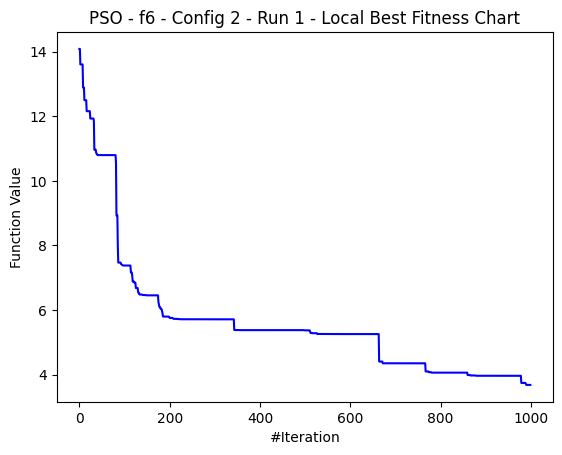 PSO - f6 - Config 2 - Run 1 - Local Best Fitness Chart
Function Value
14
12
10
8
6
4
0 200 400 600 800 1000
#Iteration